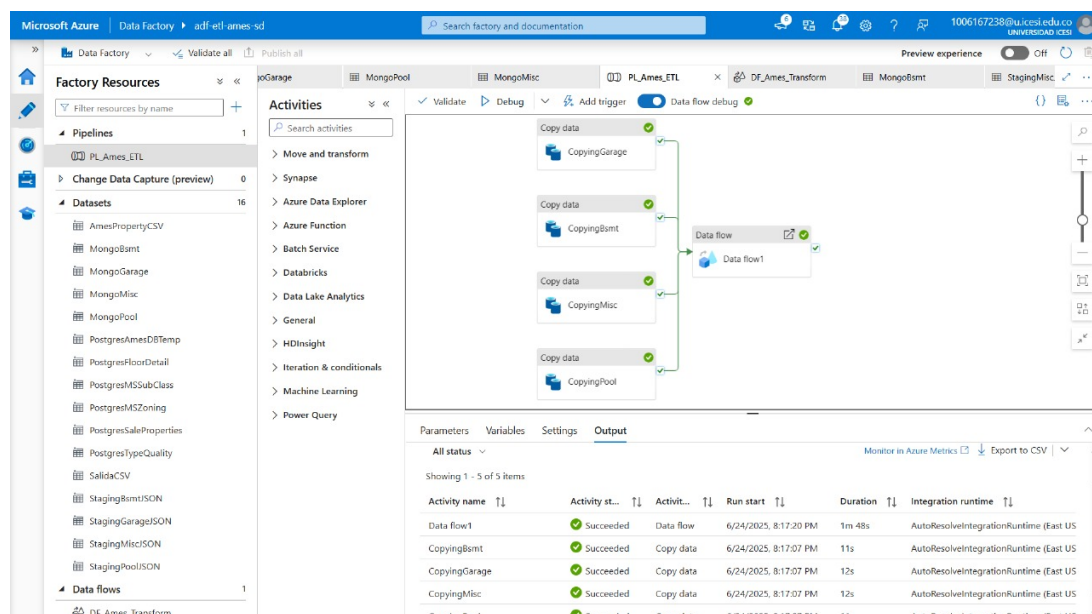 Microsoft Azure Data Factory ▸ adf-etl-ames-sd
Search factory and documentation
1006167238@u.icesi.edu.co
UNIVERSIDAD ICESI
Data Factory
Validate all
Publish all
Preview experience
Off
Factory Resources
Filter resources by name
Pipelines 1
PL_Ames_ETL
Change Data Capture (preview) 0
Datasets 16
AmesPropertyCSV
MongoBsmt
MongoGarage
MongoMisc
MongoPool
PostgresAmesDBTemp
PostgresFloorDetail
PostgresMSSubClass
PostgresMSZoning
PostgresSaleProperties
PostgresTypeQuality
SalidaCSV
StagingBsmtJSON
StagingGarageJSON
StagingMiscJSON
StagingPoolJSON
Data flows 1
DF_Ames_Transform
oGarage
MongoPool
MongoMisc
PL_Ames_ETL
DF_Ames_Transform
MongoBsmt
StagingMisc
Activities
Search activities
Move and transform
Synapse
Azure Data Explorer
Azure Function
Batch Service
Databricks
Data Lake Analytics
General
HDInsight
Iteration & conditionals
Machine Learning
Power Query
Validate
Debug
Add trigger
Data flow debug
Copy data
CopyingGarage
Copy data
CopyingBsmt
Copy data
CopyingMisc
Copy data
CopyingPool
Data flow
Data flow1
Parameters Variables Settings Output
All status
Monitor in Azure Metrics
Export to CSV
Showing 1 - 5 of 5 items
Activity name Activity st... Activit... Run start Duration Integration runtime
Data flow1 Succeeded Data flow 6/24/2025, 8:17:20 PM 1m 48s AutoResolveIntegrationRuntime (East US
CopyingBsmt Succeeded Copy data 6/24/2025, 8:17:07 PM 11s AutoResolveIntegrationRuntime (East US
CopyingGarage Succeeded Copy data 6/24/2025, 8:17:07 PM 12s AutoResolveIntegrationRuntime (East US
CopyingMisc Succeeded Copy data 6/24/2025, 8:17:07 PM 12s AutoResolveIntegrationRuntime (East US